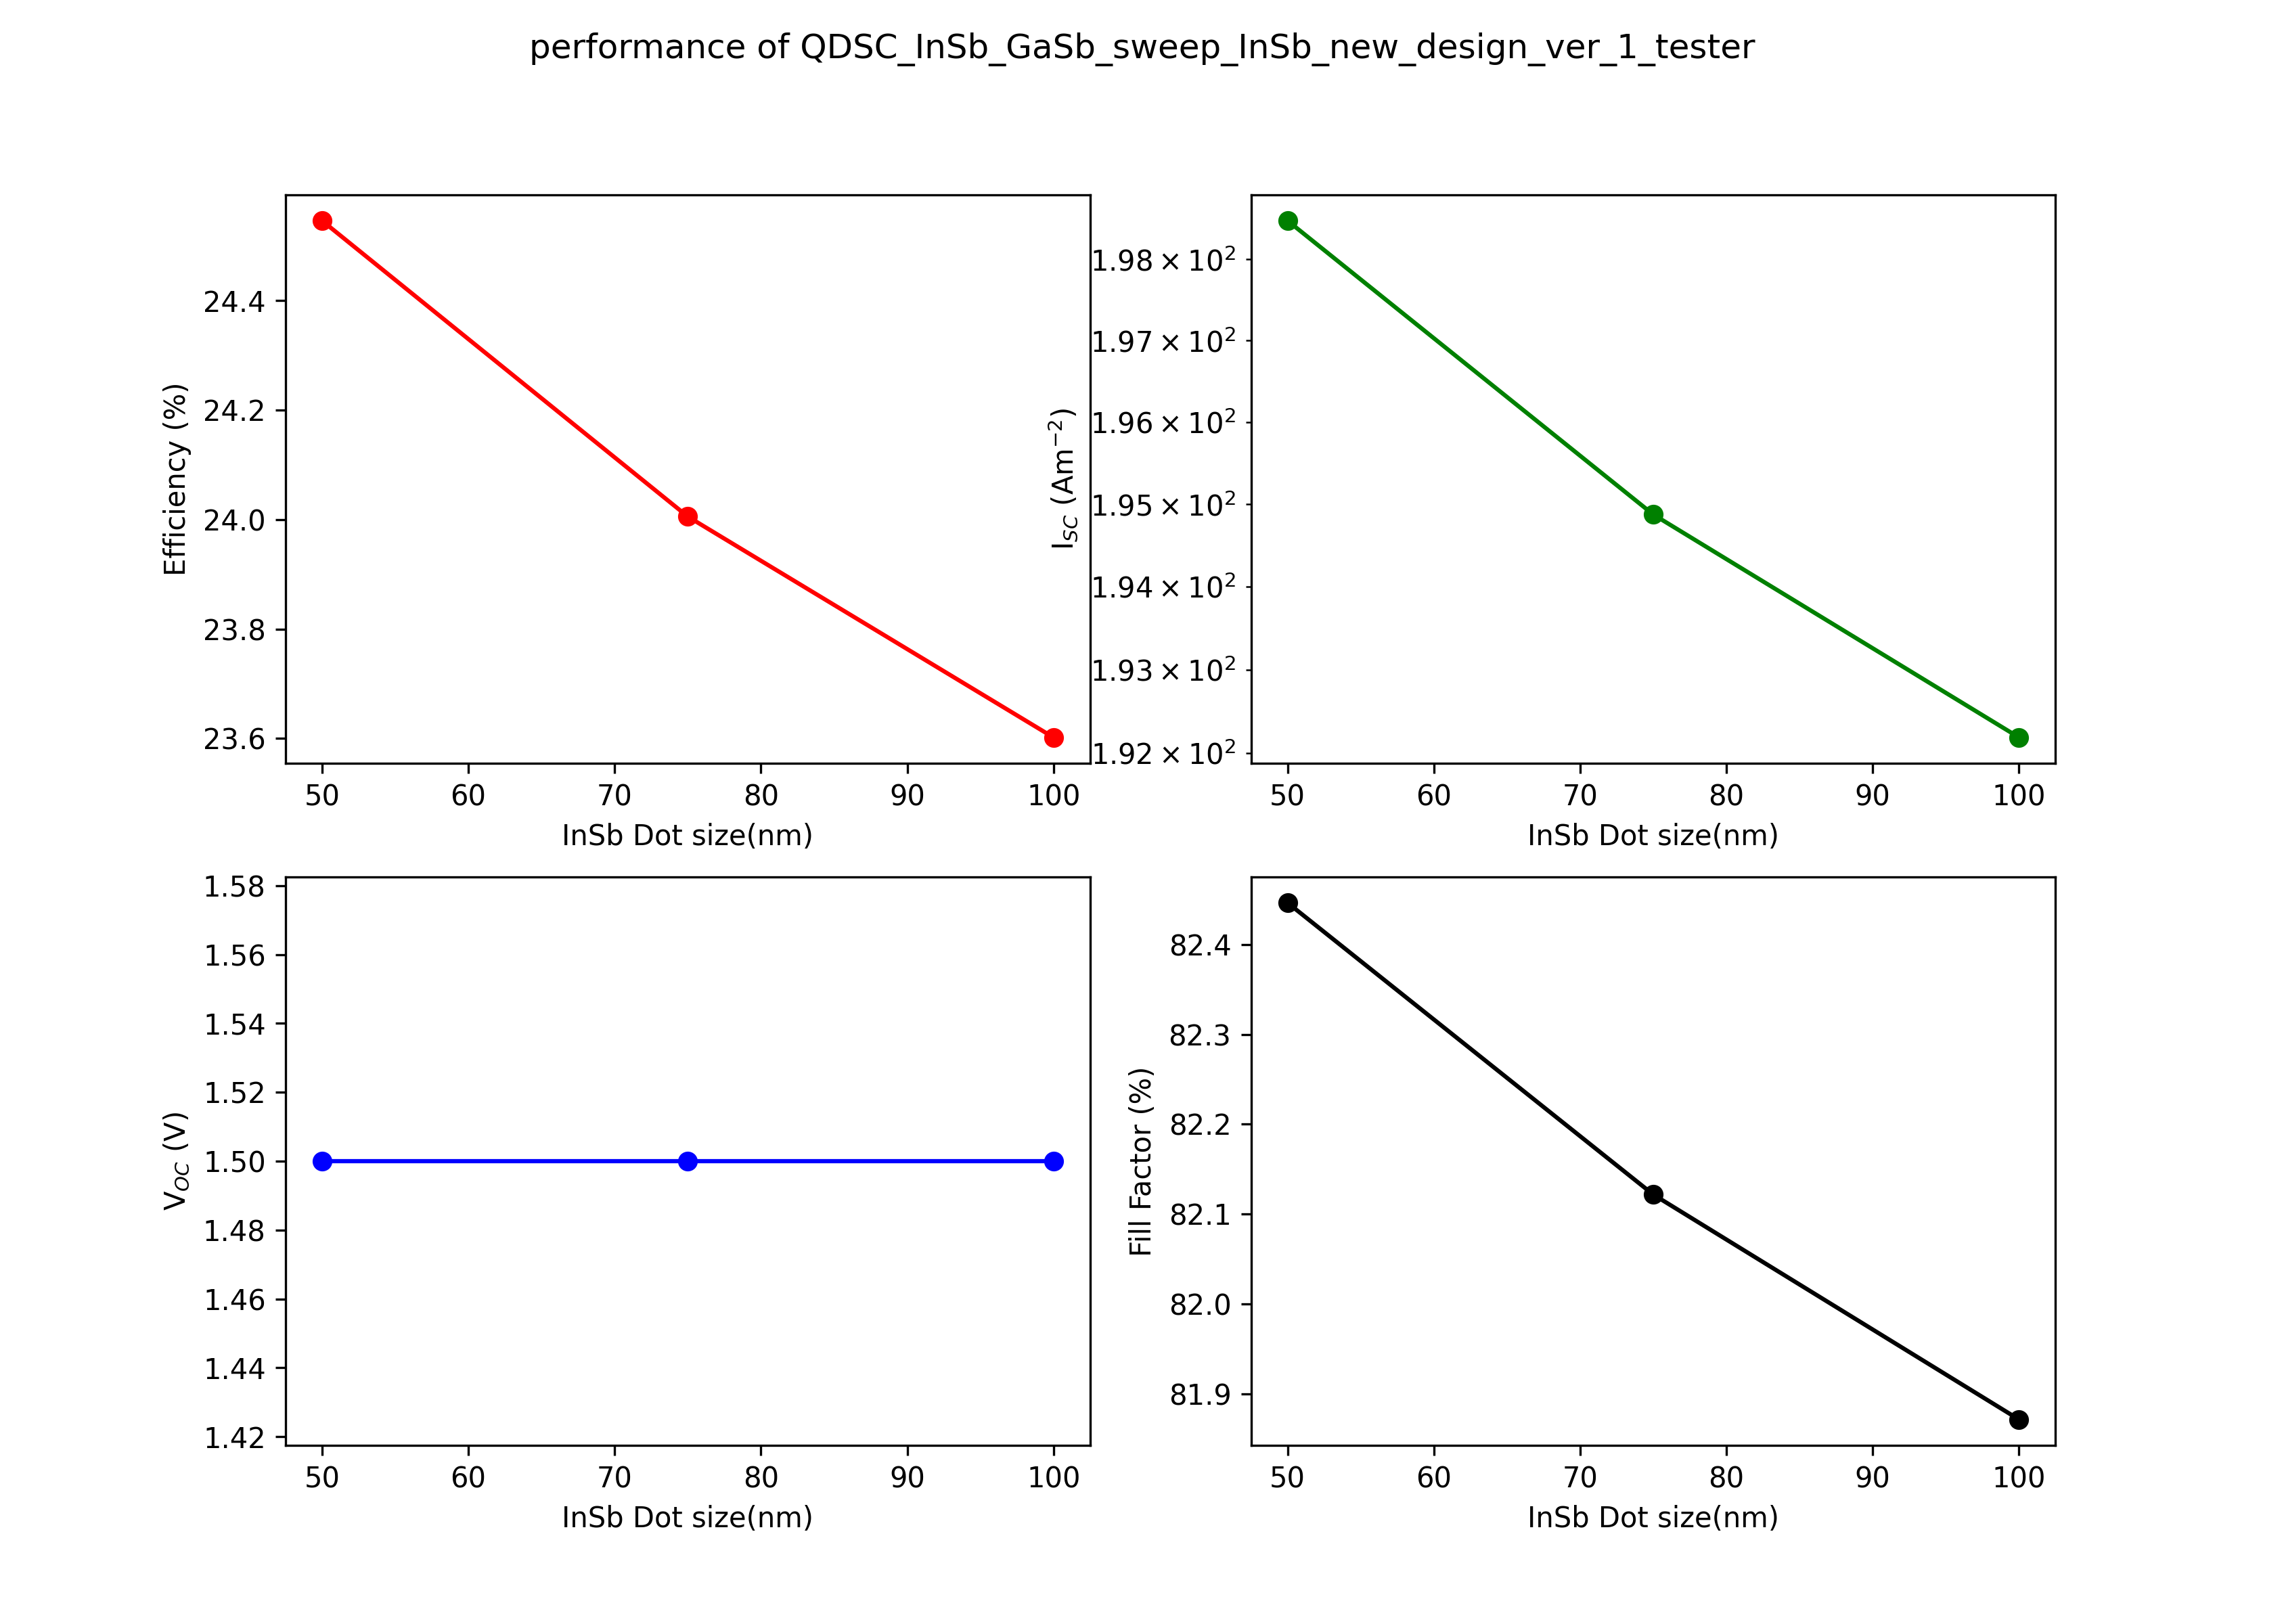 performance of QDSC_InSb_GaSb_sweep_InSb_new_design_ver_1_tester
Efficiency (%)
24.4
24.2
24.0
23.8
23.6
50 60 70 80 90 100
InSb Dot size(nm)
I_SC (Am⁻²)
1.98×10²
1.97×10²
1.96×10²
1.95×10²
1.94×10²
1.93×10²
1.92×10²
50 60 70 80 90 100
InSb Dot size(nm)
V_OC (V)
1.58
1.56
1.54
1.52
1.50
1.48
1.46
1.44
1.42
50 60 70 80 90 100
InSb Dot size(nm)
Fill Factor (%)
82.4
82.3
82.2
82.1
82.0
81.9
50 60 70 80 90 100
InSb Dot size(nm)